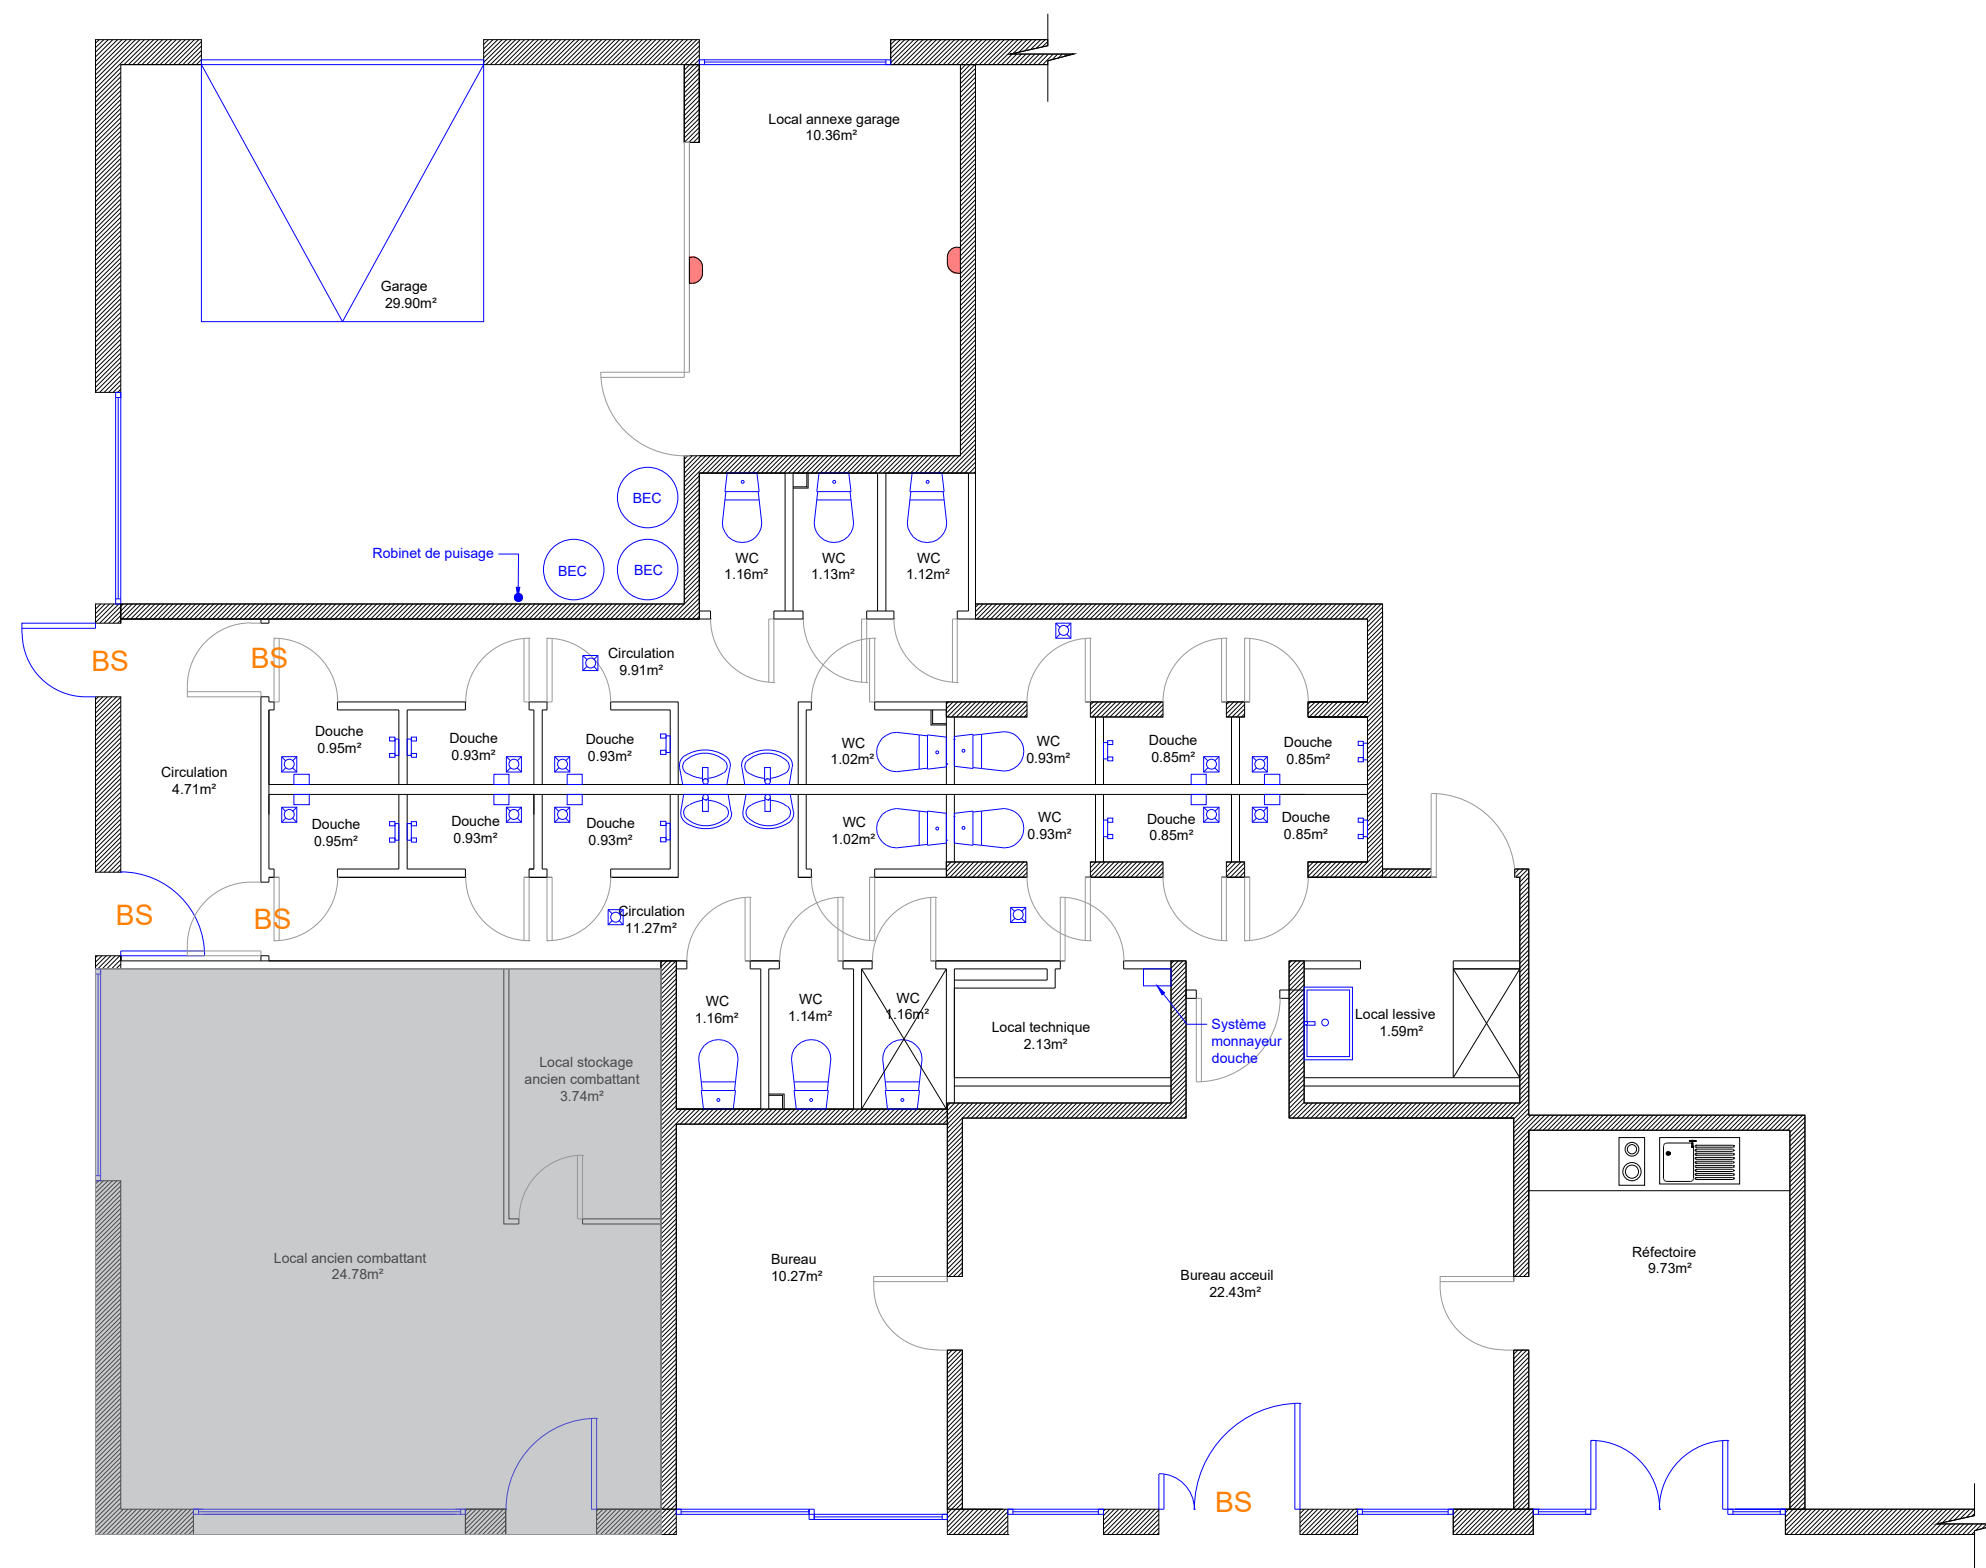 Local annexe garage
10.36m²
Garage
29.90m²
BEC
Robinet de puisage
BEC
BEC
WC
1.16m²
WC
1.13m²
WC
1.12m²
BS
BS
Circulation
9.91m²
Douche
0.95m²
Douche
0.93m²
Douche
0.93m²
WC
1.02m²
WC
0.93m²
Douche
0.85m²
Douche
0.85m²
Circulation
4.71m²
Douche
0.95m²
Douche
0.93m²
Douche
0.93m²
WC
1.02m²
WC
0.93m²
Douche
0.85m²
Douche
0.85m²
BS
BS
Circulation
11.27m²
WC
1.16m²
WC
1.14m²
WC
1.16m²
Local technique
2.13m²
Système
monnayeur
douche
Local lessive
1.59m²
Local stockage
ancien combattant
3.74m²
Local ancien combattant
24.78m²
Bureau
10.27m²
Bureau acceuil
22.43m²
Réfectoire
9.73m²
BS